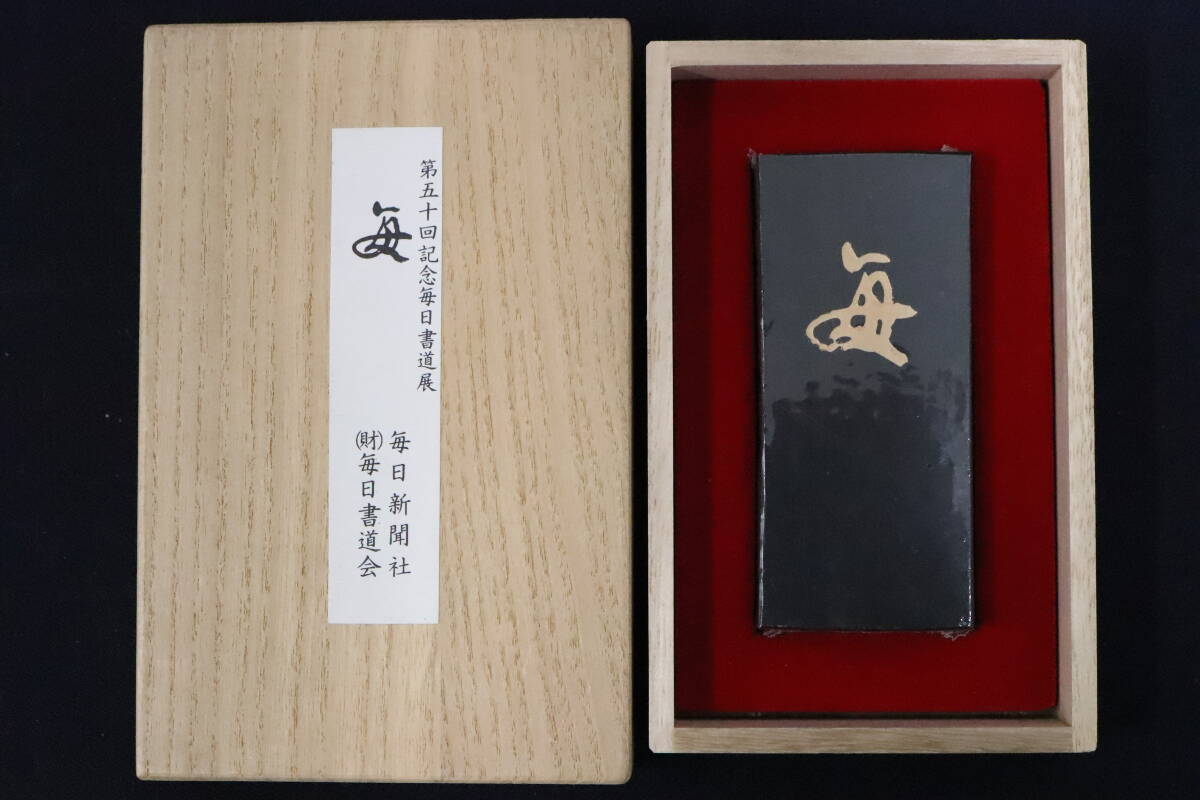 第五十回記念毎日書道展
毎
毎日新聞社
(財)毎日書道会
毎